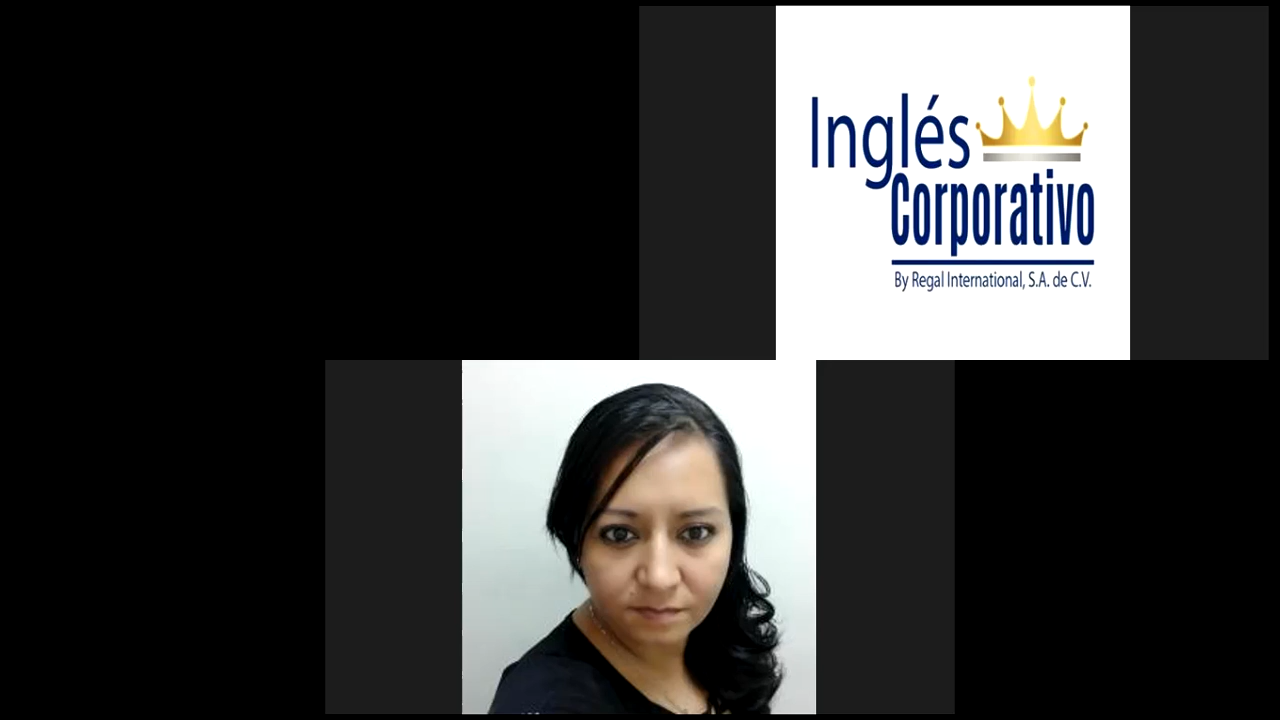 Inglés
Corporativo
By Regal International, S.A. de C.V.